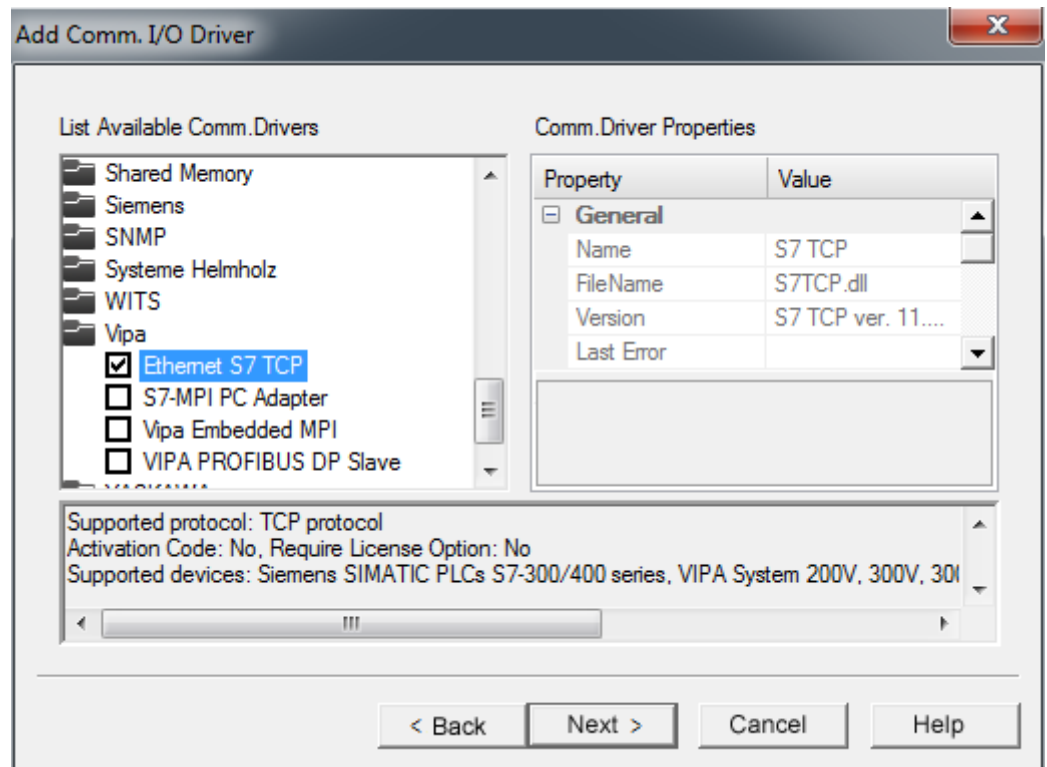 Add Comm. I/O Driver
X
List Available Comm.Drivers
Shared Memory
Siemens
SNMP
Systeme Helmholz
WITS
Vipa
Ethernet S7 TCP
S7-MPI PC Adapter
Vipa Embedded MPI
VIPA PROFIBUS DP Slave
Comm.Driver Properties
Property Value
General
Name S7 TCP
FileName S7TCP.dll
Version S7 TCP ver. 11....
Last Error
Supported protocol: TCP protocol
Activation Code: No, Require License Option: No
Supported devices: Siemens SIMATIC PLCs S7-300/400 series, VIPA System 200V, 300V,
< Back Next > Cancel Help